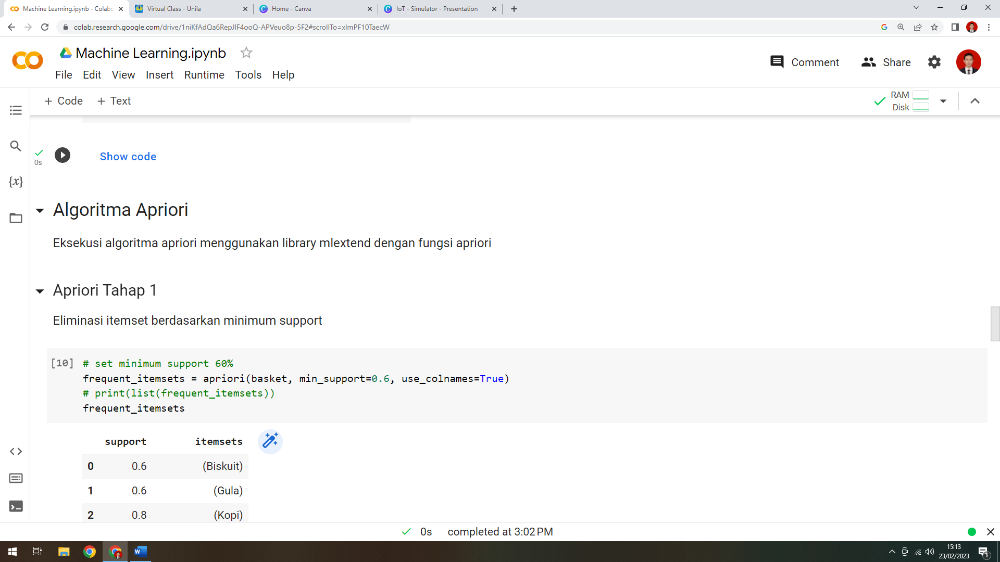 Machine Learning.ipynb - Colabo
Virtual Class - Unila
Home - Canva
IoT - Simulator - Presentation
colab.research.google.com/drive/1niKfAdQa6RepJIF4ooQ-APVeuo8p-5F2#scrollTo=xlmPF10TaecW
Machine Learning.ipynb
Comment
Share
File Edit View Insert Runtime Tools Help
+ Code + Text
RAM
Disk
0s
Show code
{x}
Algoritma Apriori
Eksekusi algoritma apriori menggunakan library mlextend dengan fungsi apriori
Apriori Tahap 1
Eliminasi itemset berdasarkan minimum support
[10] # set minimum support 60%
frequent_itemsets = apriori(basket, min_support=0.6, use_colnames=True)
# print(list(frequent_itemsets))
frequent_itemsets
support itemsets
0 0.6 (Biskuit)
1 0.6 (Gula)
2 0.8 (Kopi)
0s completed at 3:02 PM
15:13
23/02/2023
1